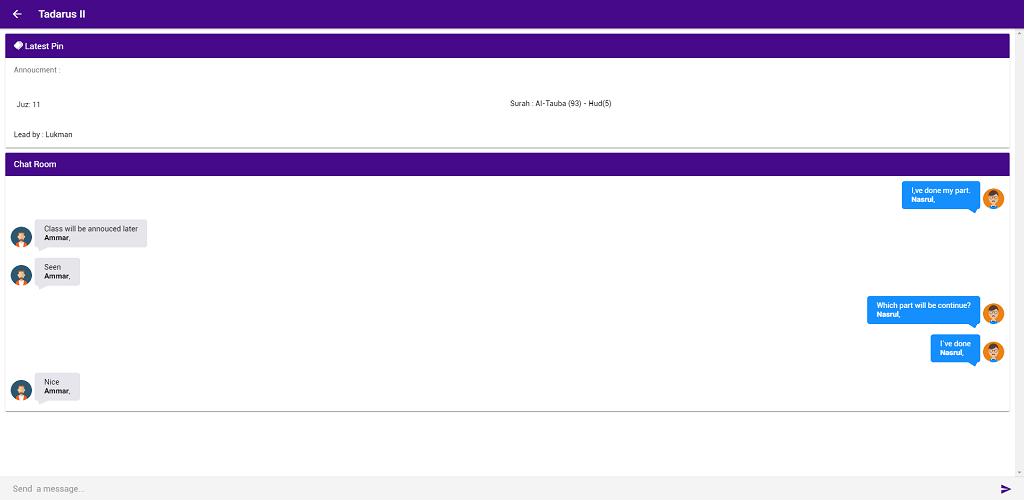 Tadarus II
Latest Pin
Annoucment :
Juz: 11
Surah : Al-Tauba (93) - Hud(5)
Lead by : Lukman
Chat Room
I,ve done my part.
Nasrul,
Class will be annouced later
Ammar,
Seen
Ammar,
Which part will be continue?
Nasrul,
I've done
Nasrul,
Nice
Ammar,
Send a message...